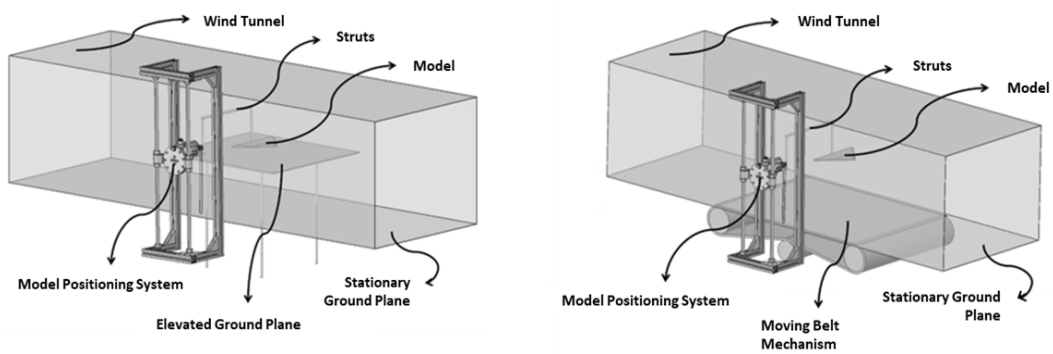 Wind Tunnel
Struts
Model
Model Positioning System
Stationary
Ground Plane
Elevated Ground Plane
Wind Tunnel
Struts
Model
Model Positioning System
Stationary Ground
Plane
Moving Belt
Mechanism